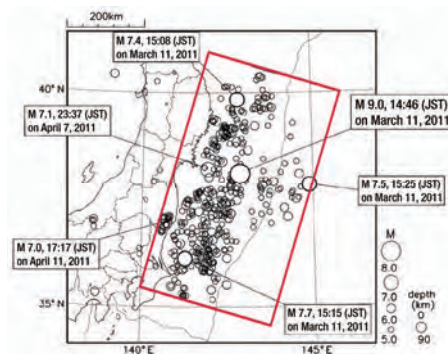 200km
M 7.4, 15:08 (JST)
on March 11, 2011
40° N
M 7.1, 23:37 (JST)
on April 7, 2011
M 9.0, 14:46 (JST)
on March 11, 2011
M 7.5, 15:25 (JST)
on March 11, 2011
M 7.0, 17:17 (JST)
on April 11, 2011
M
8.0
7.0
6.0
5.0
depth
(km)
0
90
35° N
M 7.7, 15:15 (JST)
on March 11, 2011
140° E
145° E